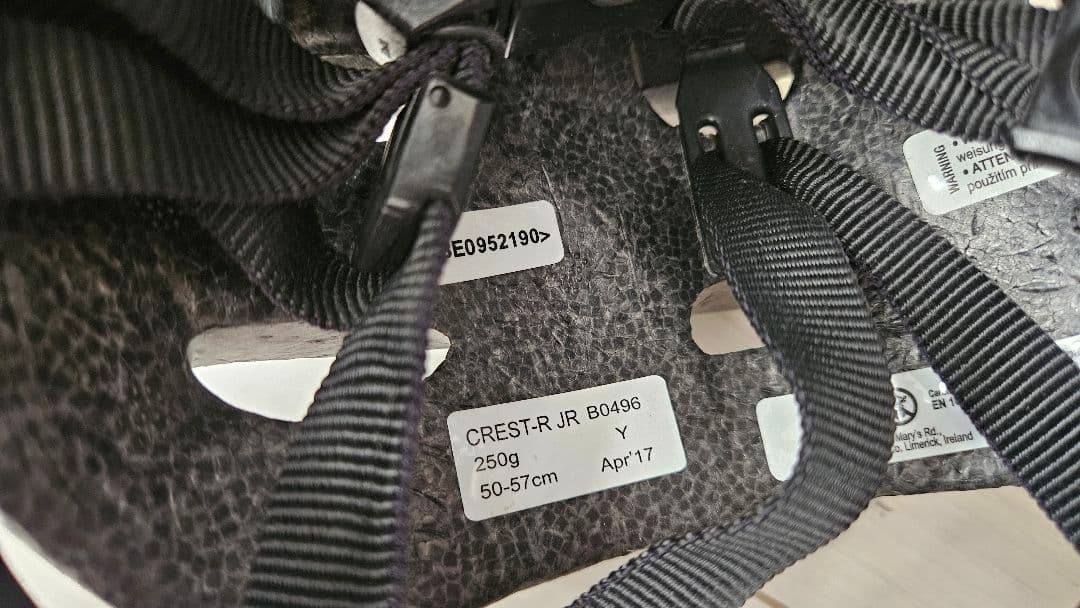 WARNING
• weisung
• ATTEN
použitím př
E0952190>
CREST-R JR B0496
Y
250g
Apr'17
50-57cm
EN 1
Mary's Rd.,
o, Limerick, Ireland